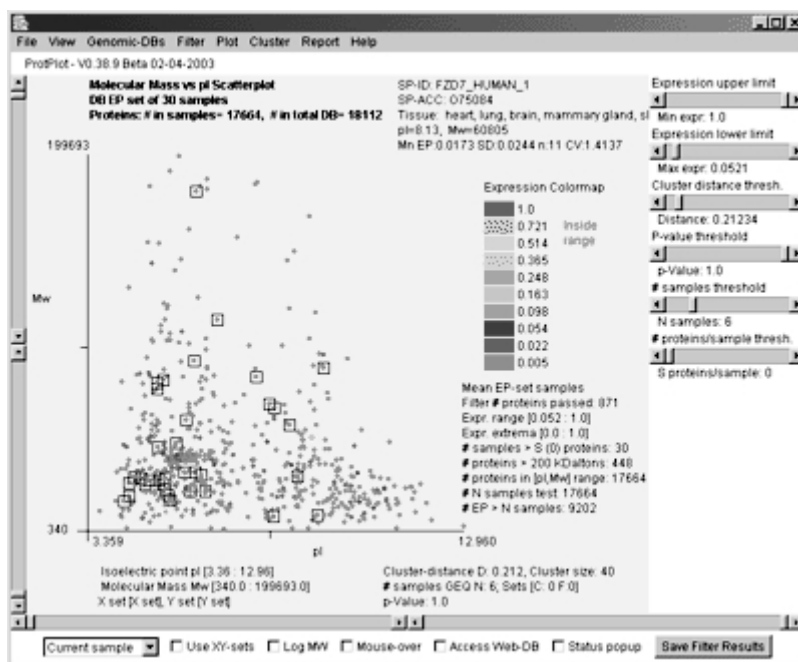 File View Genomic-DBs Filter Plot Cluster Report Help
ProtPlot - V0.38.9 Beta 02-04-2003
Molecular Mass vs pI Scatterplot
DB EP set of 30 samples
Proteins: # in samples= 17664, # in total DB= 18112
SP-ID: FZD7_HUMAN_1
SP-ACC: O75084
Tissue: heart, lung, brain, mammary gland, sl
pI=8.13, Mw=60805
Mn EP:0.0173 SD:0.0244 n:11 CV:1.4137
Expression upper limit
Min expr: 1.0
Expression lower limit
Max expr: 0.0521
Cluster distance thresh.
Distance: 0.21234
P-value threshold
p-Value: 1.0
# samples threshold
N samples: 6
# proteins/sample thresh.
S proteins/sample: 0
199693
Mw
340
3.359
pI
12.960
Expression Colormap
1.0
0.721
0.514
0.365
0.248
0.163
0.098
0.054
0.022
0.005
Inside
range
Mean EP-set samples
Filter # proteins passed: 871
Expr. range [0.052 : 1.0]
Expr. extrema [0.0 : 1.0]
# samples > S (0) proteins: 30
# proteins > 200 KDaltons: 448
# proteins in [pI,Mw] range: 17664
# N samples test: 17664
# EP > N samples: 9202
Isoelectric point pI [3.36 : 12.96]
Molecular Mass Mw [340.0 : 199693.0]
X set [X set], Y set [Y set]
Cluster-distance D: 0.212, Cluster size: 40
# samples GEQ N: 6, Sets [C: 0 F:0]
p-Value: 1.0
Current sample Use XY-sets Log MW Mouse-over Access Web-DB Status popup Save Filter Results